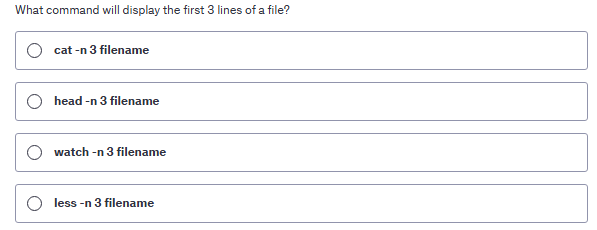 What command will display the first 3 lines of a file?
cat -n 3 filename
head -n 3 filename
watch -n 3 filename
less -n 3 filename